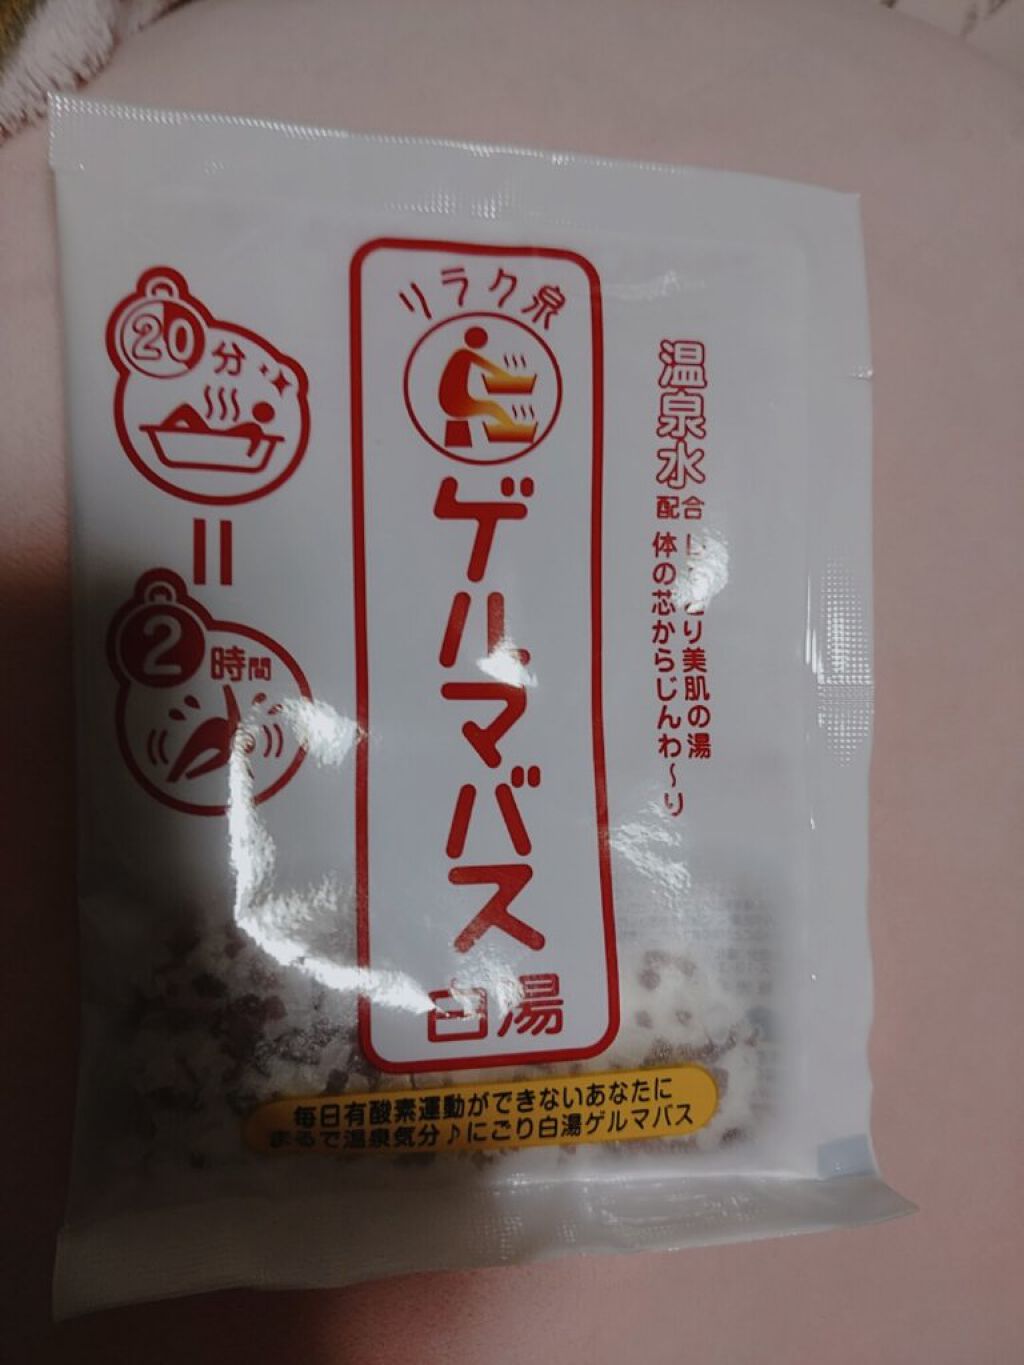 リラク泉
ゲルマバス
白湯
温泉水
配合
り美肌の湯
体の芯からじんわ〜り
20分
=
2時間
毎日有酸素運動ができないあなたに
まるで温泉気分♪にごり白湯ゲルマバス